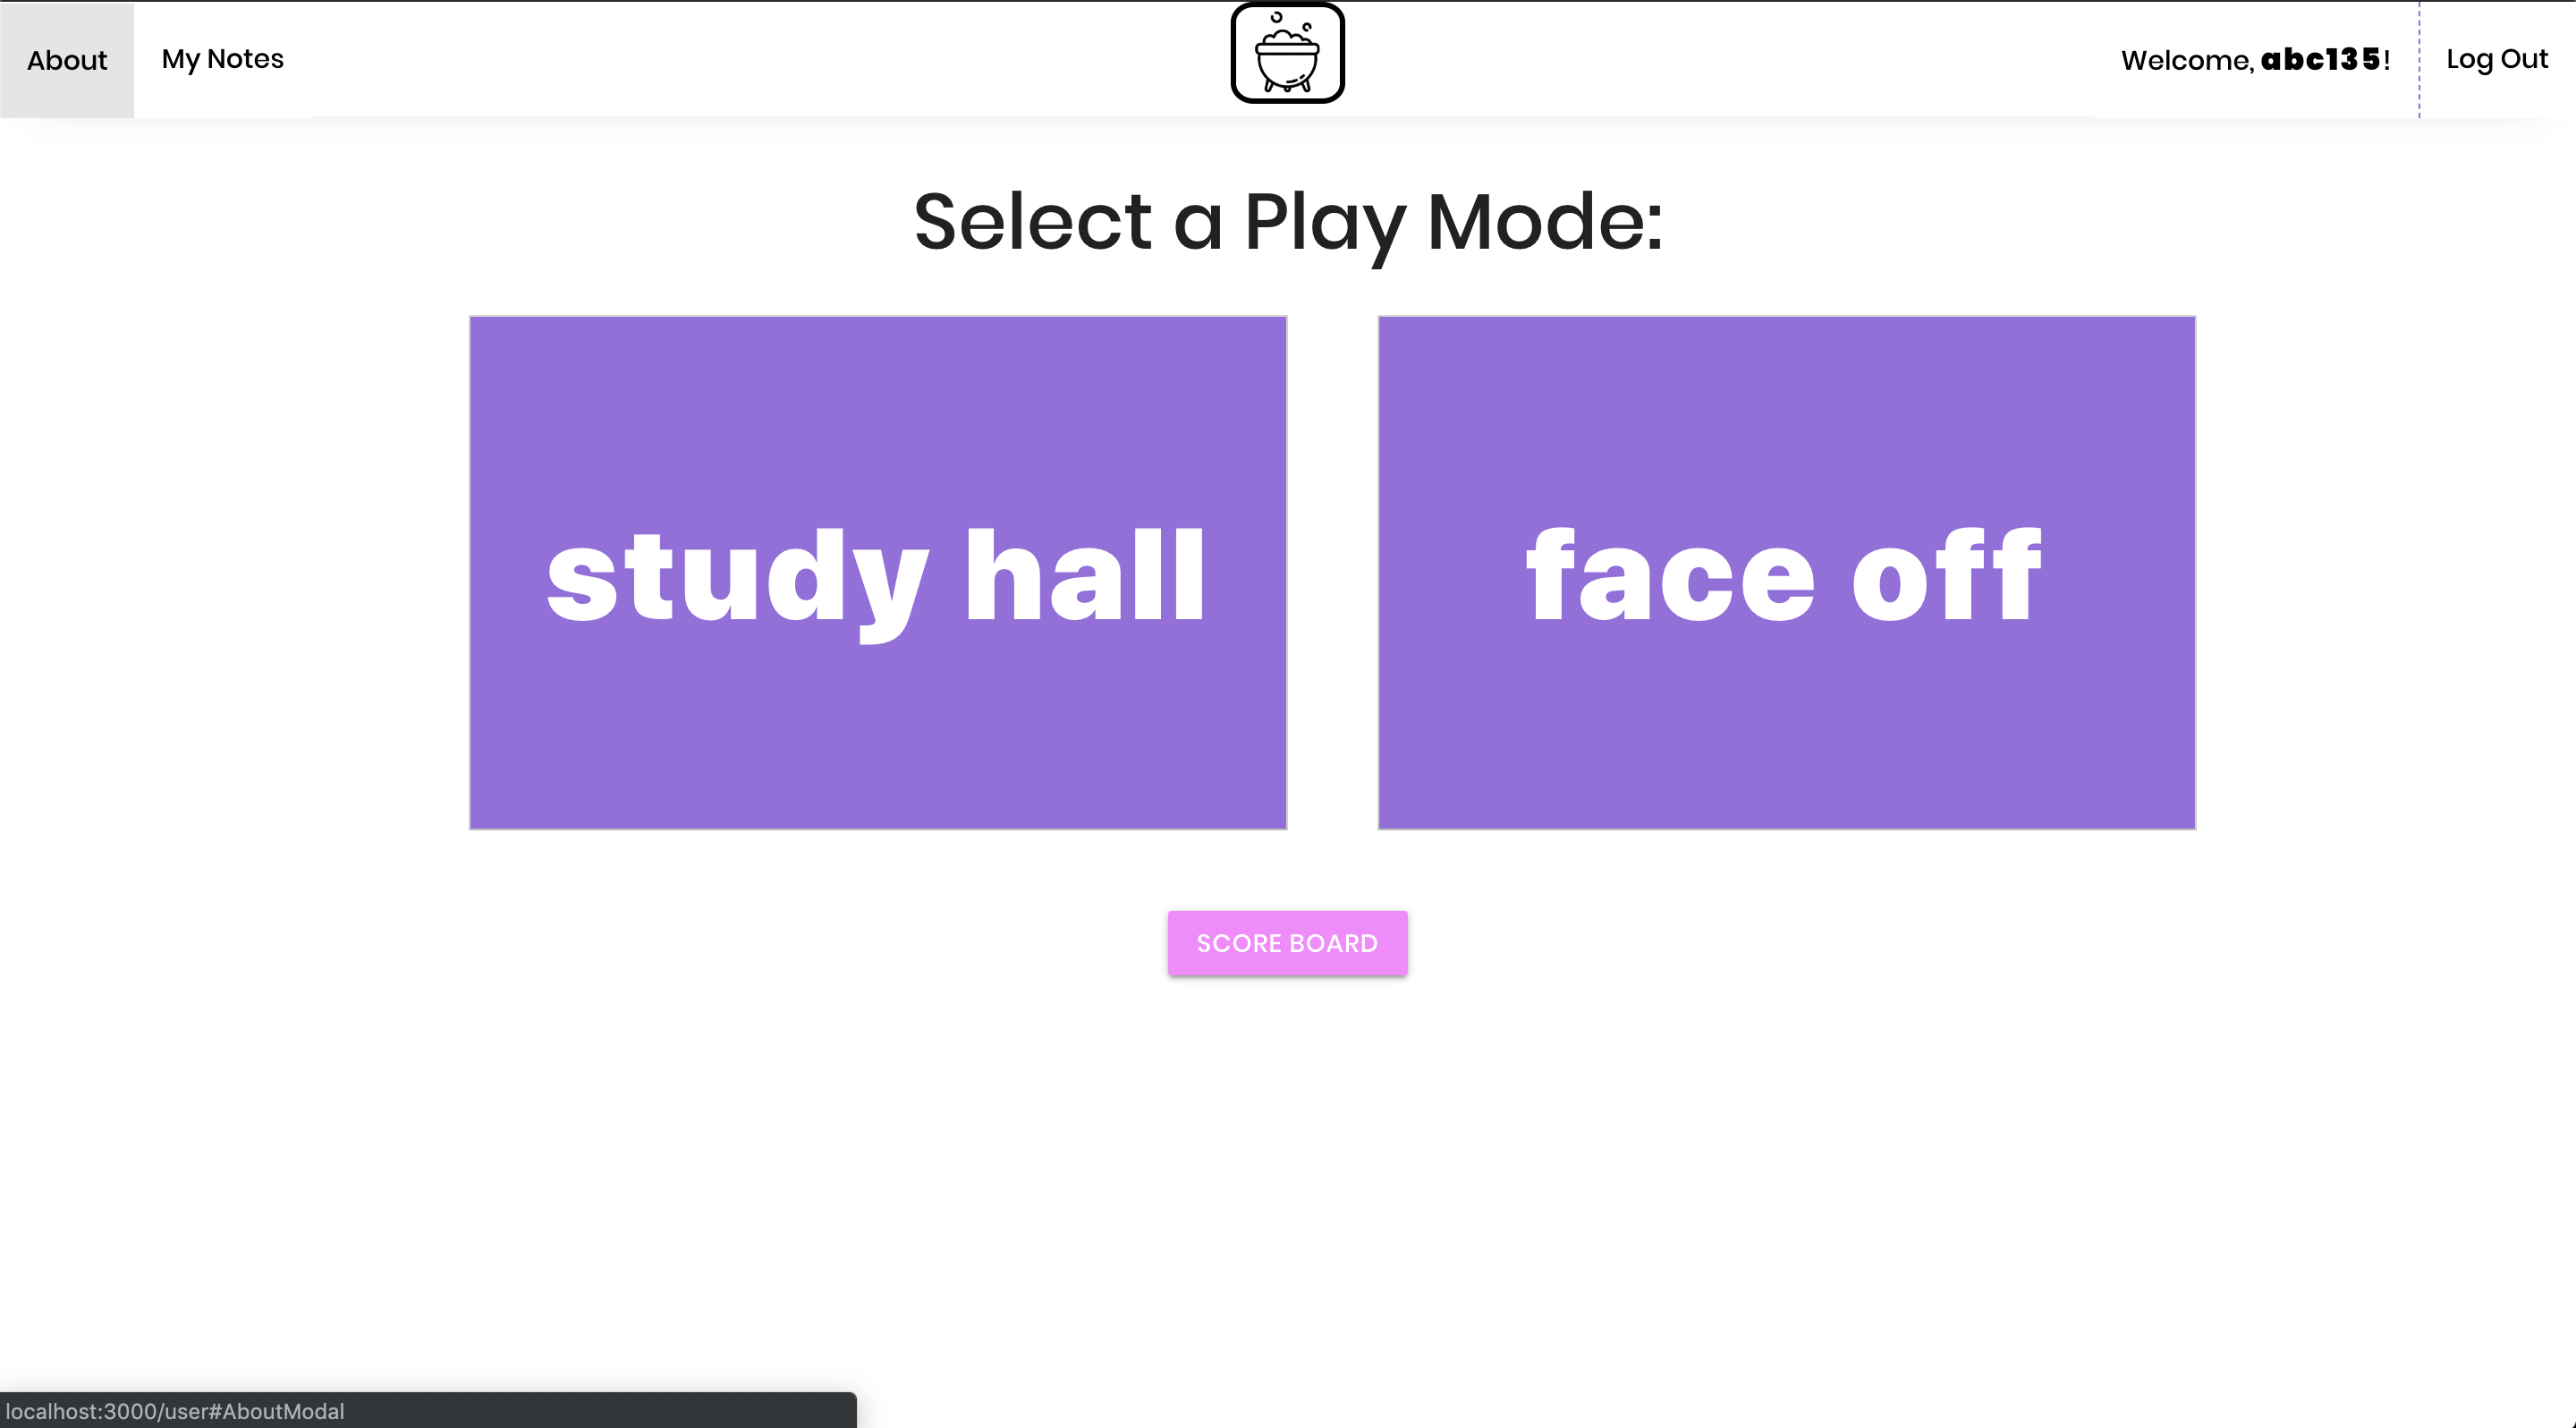 About My Notes Welcome, abc135! Log Out
Select a Play Mode:
study hall face off
SCORE BOARD
localhost:3000/user#AboutModal